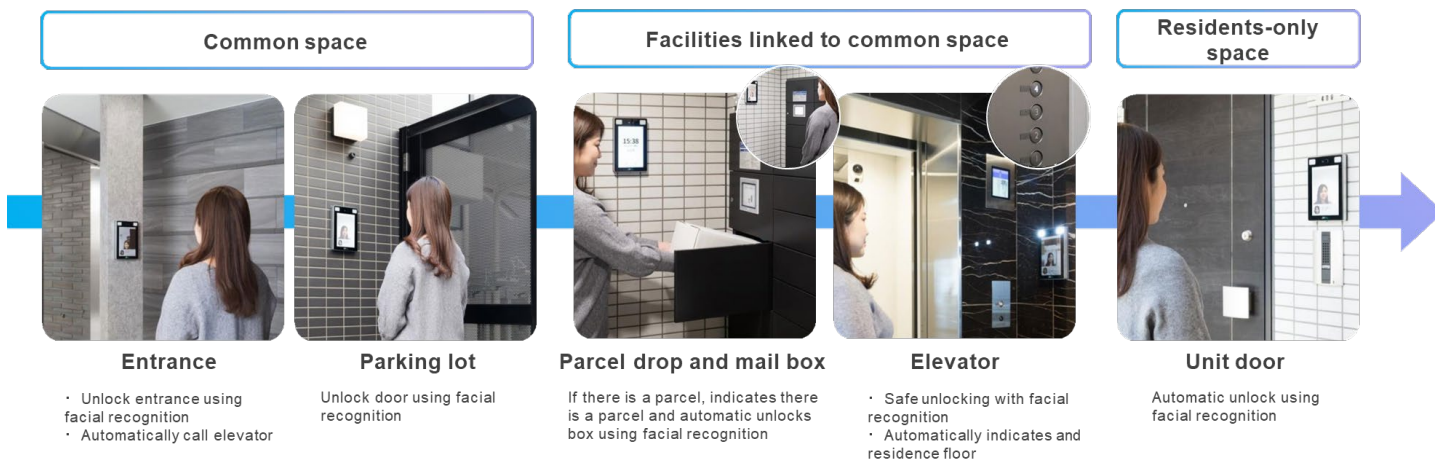 Common space
Facilities linked to common space
Residents-only
space
15:38
Entrance
・ Unlock entrance using
facial recognition
・ Automatically call elevator
Parking lot
Unlock door using facial
recognition
Parcel drop and mail box
If there is a parcel, indicates there
is a parcel and automatic unlocks
box using facial recognition
Elevator
・ Safe unlocking with facial
recognition
・ Automatically indicates and
residence floor
Unit door
Automatic unlock using
facial recognition